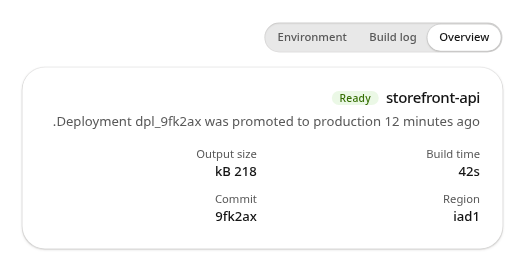 Overview
Build log
Environment
storefront-api
Ready
.Deployment dpl_9fk2ax was promoted to production 12 minutes ago
Build time
42s
Output size
kB 218
Region
iad1
Commit
9fk2ax